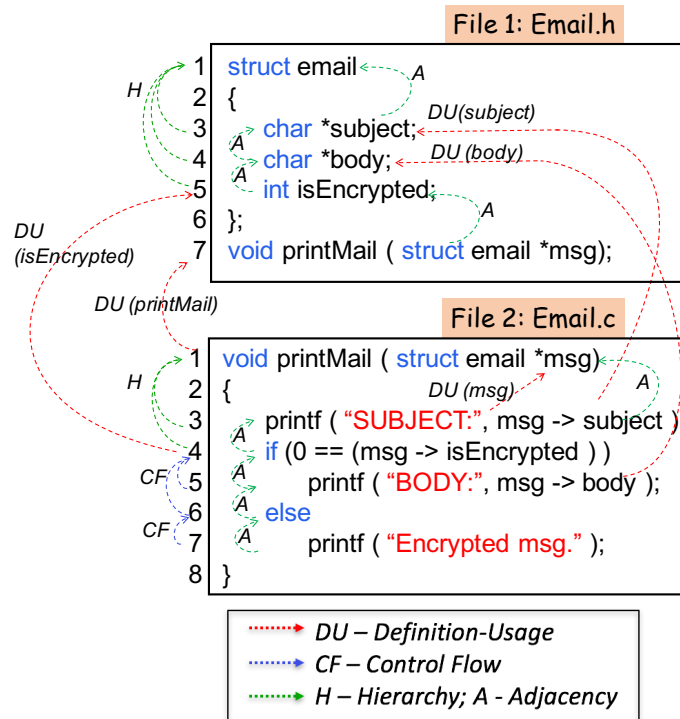 File 1: Email.h
1 struct email
A
H
2 {
DU(subject)
3 char *subject;
A
DU (body)
4 char *body;
A
5 int isEncrypted;
A
6 };
DU
(isEncrypted)
7 void printMail ( struct email *msg);
DU (printMail)
File 2: Email.c
1 void printMail ( struct email *msg)
H
2 {
DU (msg)
A
3 printf ( “SUBJECT:”, msg -> subject )
A
4 if (0 == (msg -> isEncrypted ) )
CF
A
5 printf ( “BODY:”, msg -> body );
A
6 else
CF
A
7 printf ( “Encrypted msg.” );
8 }
DU – Definition-Usage
CF – Control Flow
H – Hierarchy; A - Adjacency